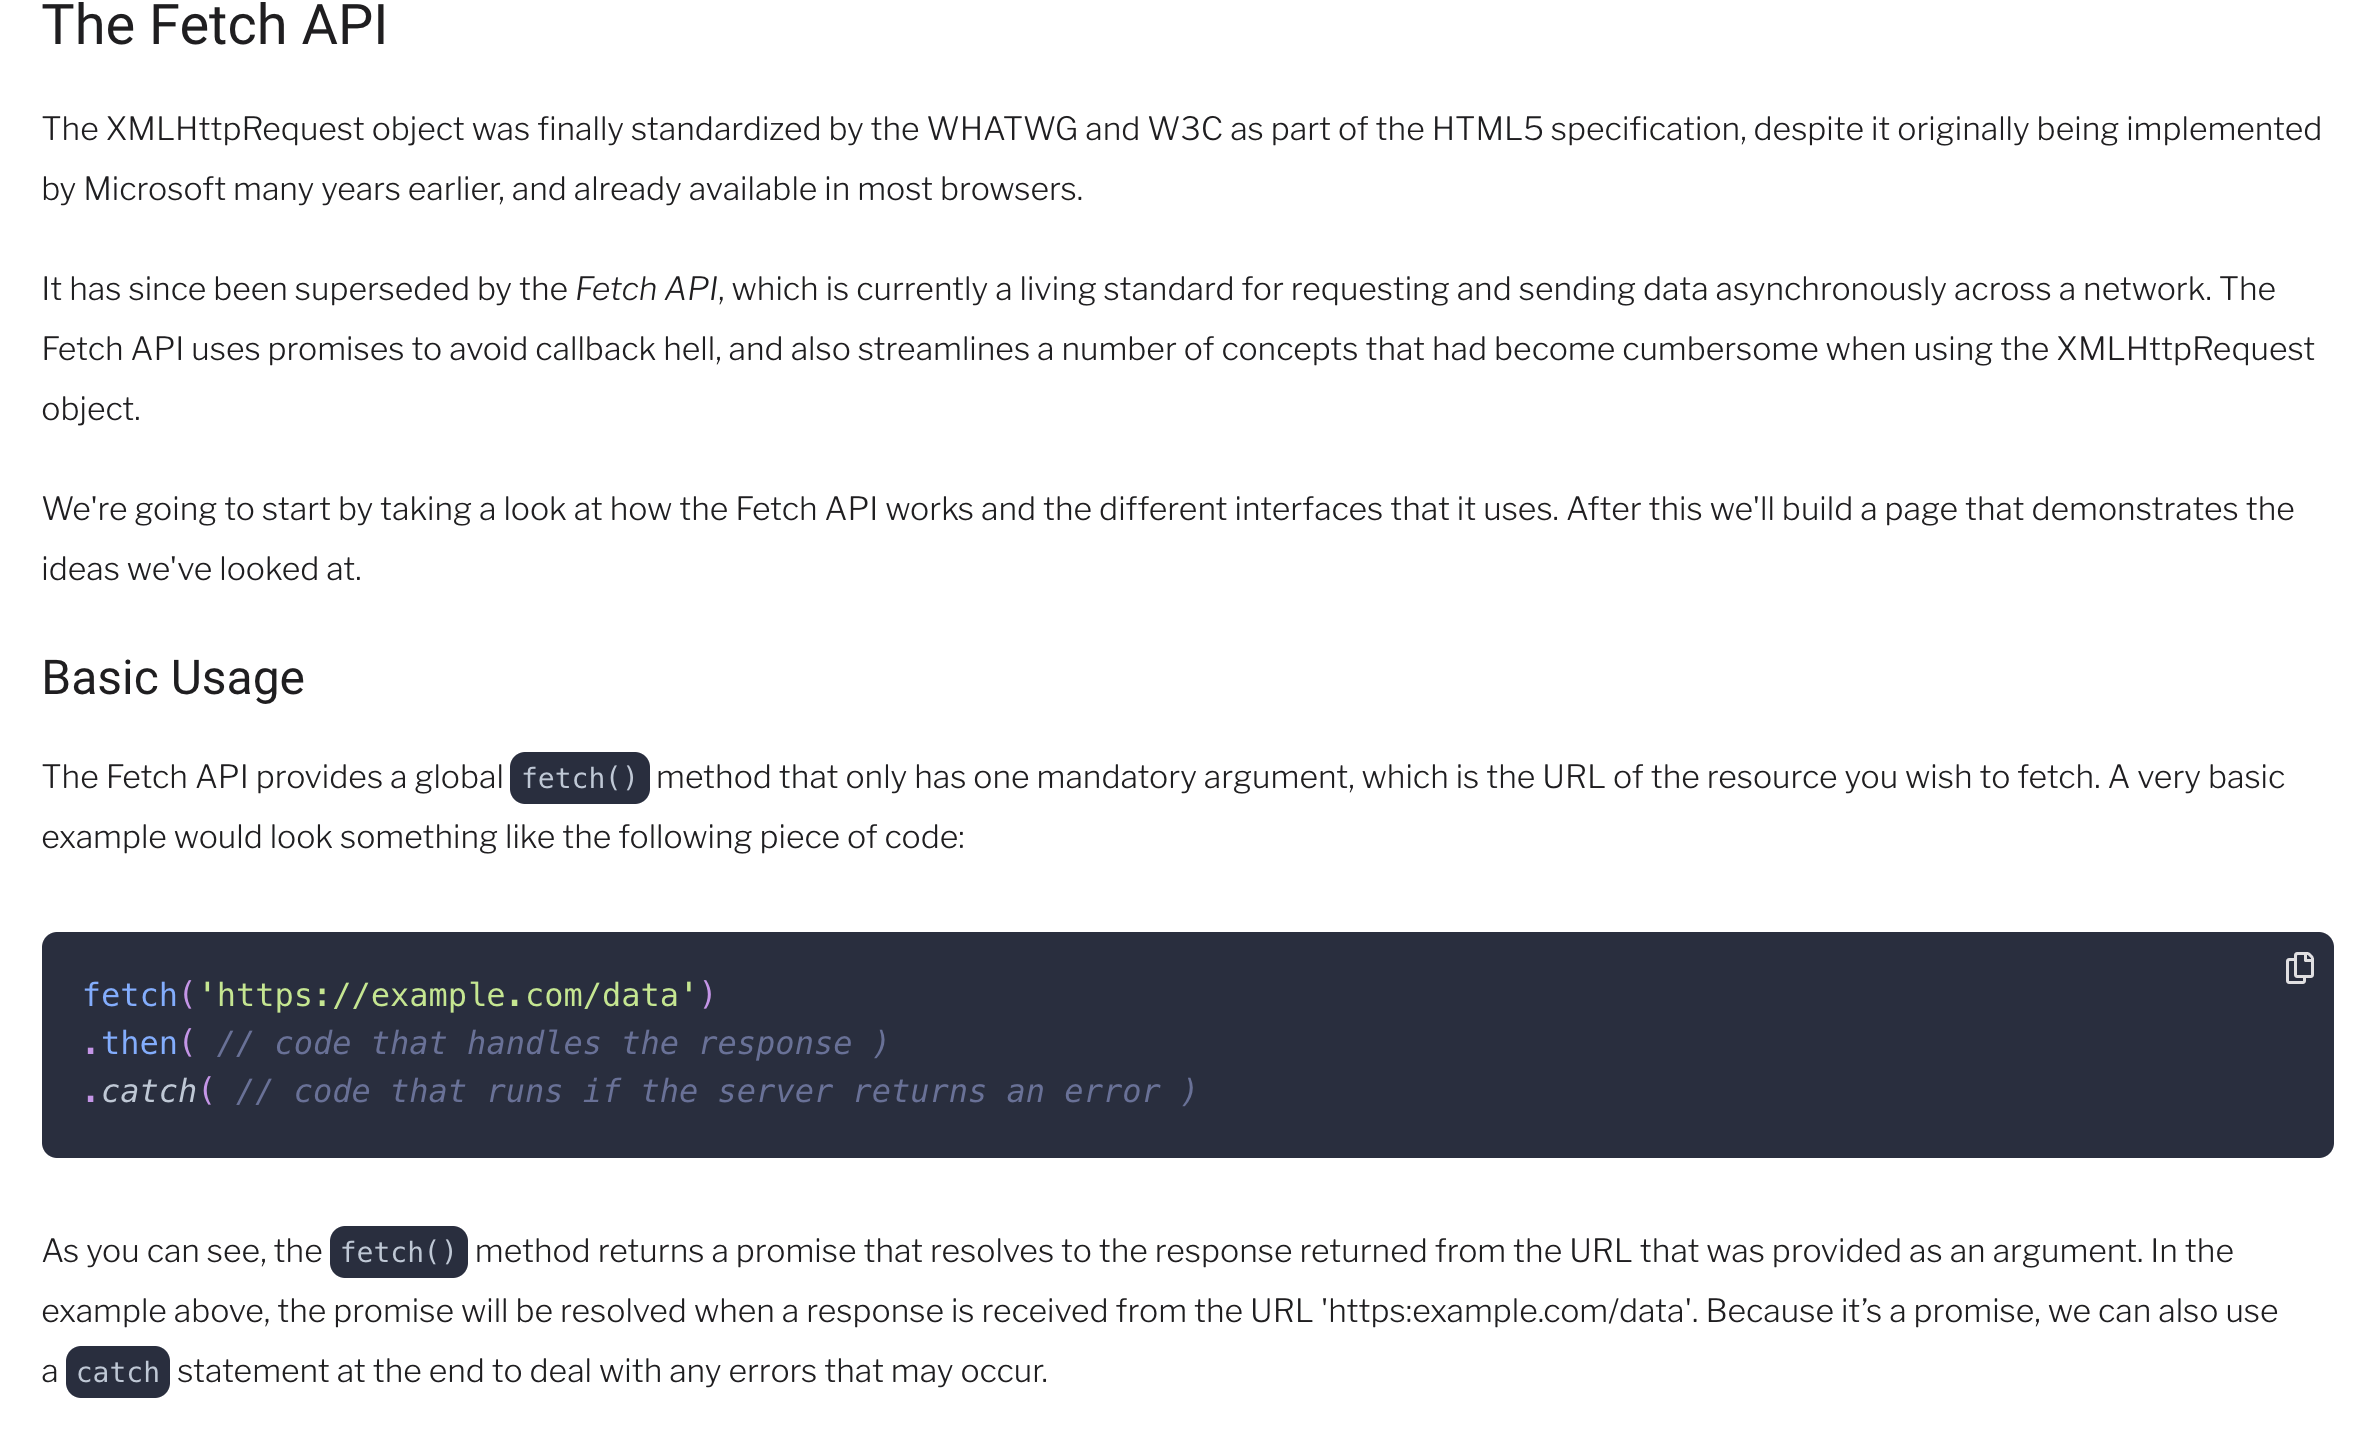 The Fetch API
The XMLHttpRequest object was finally standardized by the WHATWG and W3C as part of the HTML5 specification, despite it originally being implemented
by Microsoft many years earlier, and already available in most browsers.
It has since been superseded by the Fetch API, which is currently a living standard for requesting and sending data asynchronously across a network. The
Fetch API uses promises to avoid callback hell, and also streamlines a number of concepts that had become cumbersome when using the XMLHttpRequest
object.
We're going to start by taking a look at how the Fetch API works and the different interfaces that it uses. After this we'll build a page that demonstrates the
ideas we've looked at.
Basic Usage
The Fetch API provides a global fetch() method that only has one mandatory argument, which is the URL of the resource you wish to fetch. A very basic
example would look something like the following piece of code:
fetch('https://example.com/data')
.then( // code that handles the response )
.catch( // code that runs if the server returns an error )
As you can see, the fetch() method returns a promise that resolves to the response returned from the URL that was provided as an argument. In the
example above, the promise will be resolved when a response is received from the URL 'https:example.com/data'. Because it’s a promise, we can also use
a catch statement at the end to deal with any errors that may occur.